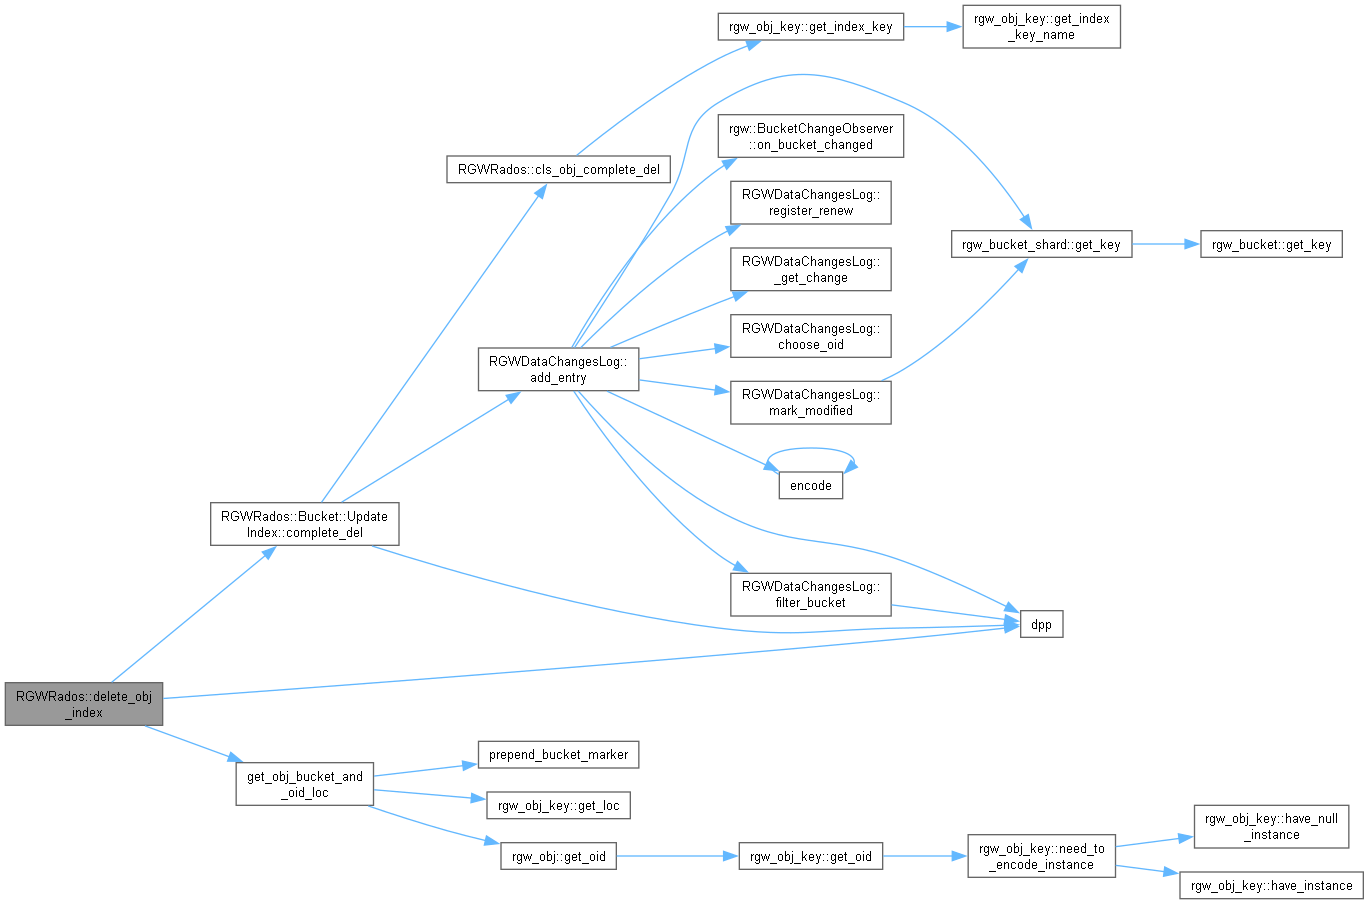 rgw_obj_key::get_index_key
rgw_obj_key::get_index
_key_name
RGWRados::cls_obj_complete_del
rgw::BucketChangeObserver
::on_bucket_changed
RGWDataChangesLog::
register_renew
rgw_bucket_shard::get_key
rgw_bucket::get_key
RGWDataChangesLog::
_get_change
RGWDataChangesLog::
choose_oid
RGWDataChangesLog::
add_entry
RGWDataChangesLog::
mark_modified
encode
RGWRados::Bucket::Update
Index::complete_del
RGWDataChangesLog::
filter_bucket
dpp
RGWRados::delete_obj
_index
get_obj_bucket_and
_oid_loc
prepend_bucket_marker
rgw_obj_key::get_loc
rgw_obj::get_oid
rgw_obj_key::get_oid
rgw_obj_key::need_to
_encode_instance
rgw_obj_key::have_null
_instance
rgw_obj_key::have_instance